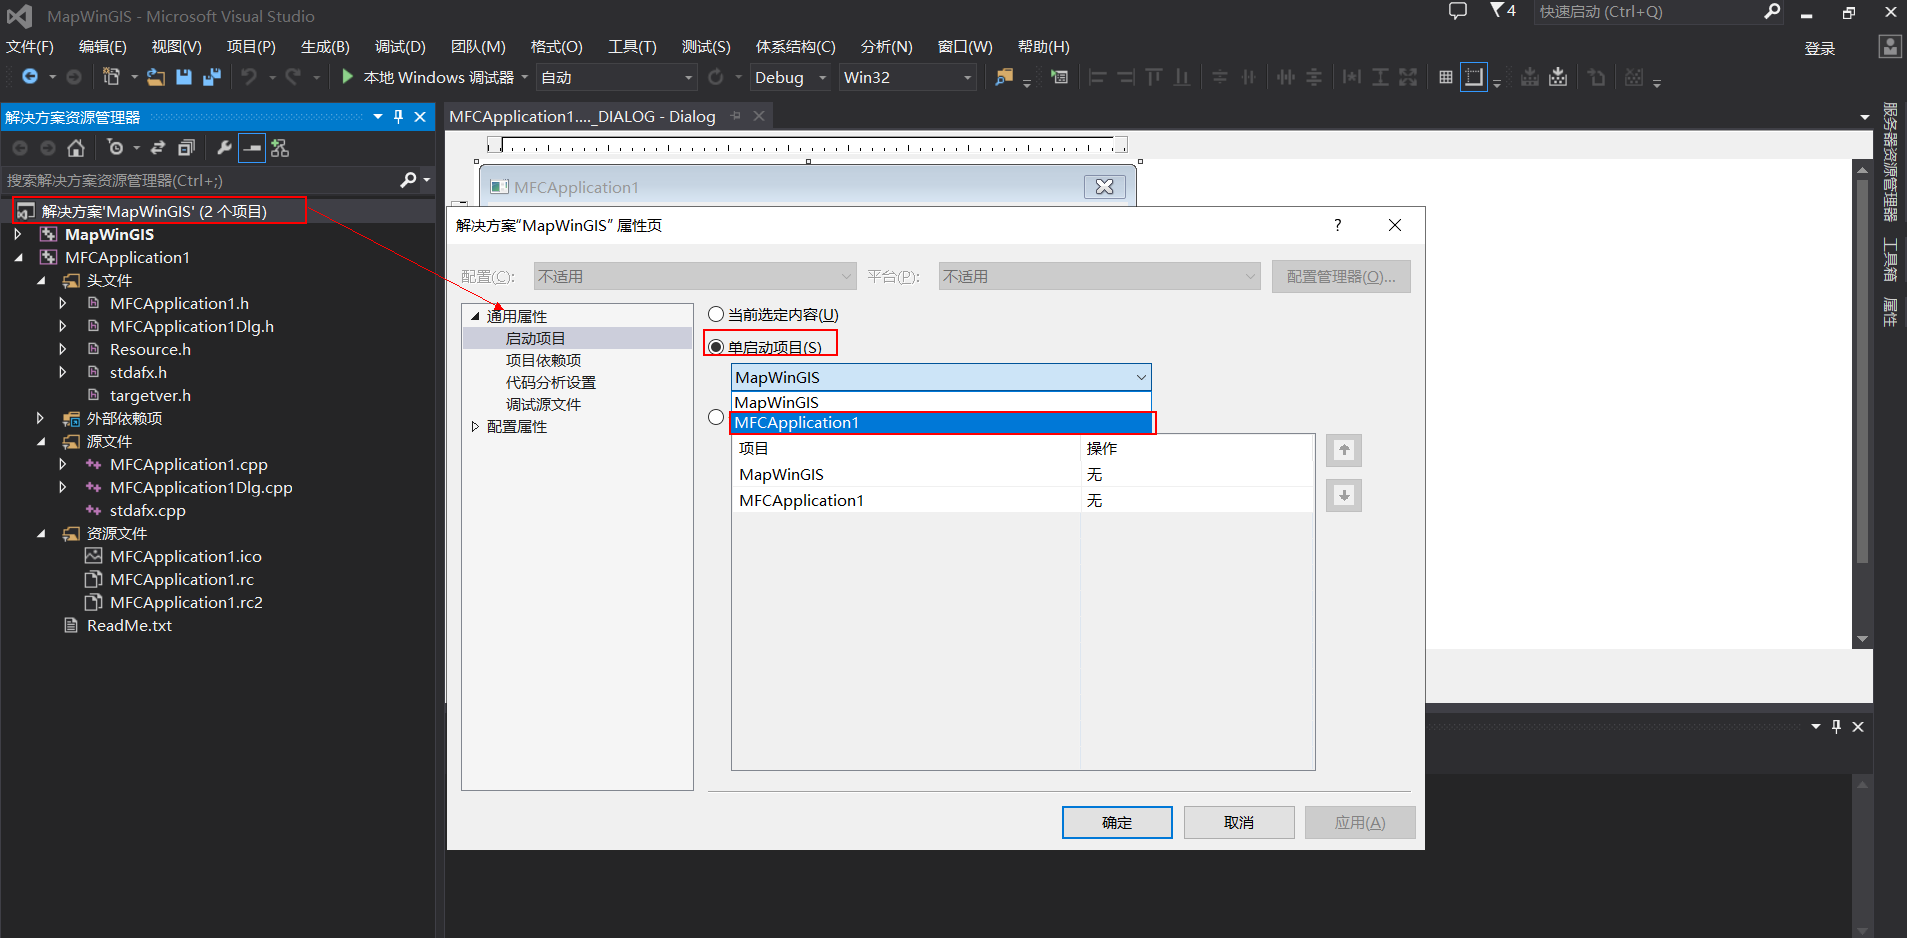 MapWinGIS - Microsoft Visual Studio
4
快速启动 (Ctrl+Q)
文件(F) 编辑(E) 视图(V) 项目(P) 生成(B) 调试(D) 团队(M) 格式(O) 工具(T) 测试(S) 体系结构(C) 分析(N) 窗口(W) 帮助(H)
登录
本地 Windows 调试器 自动 Debug Win32
解决方案资源管理器
搜索解决方案资源管理器(Ctrl+;)
解决方案'MapWinGIS' (2 个项目)
MapWinGIS
MFCApplication1
头文件
MFCApplication1.h
MFCApplication1Dlg.h
Resource.h
stdafx.h
targetver.h
外部依赖项
源文件
MFCApplication1.cpp
MFCApplication1Dlg.cpp
stdafx.cpp
资源文件
MFCApplication1.ico
MFCApplication1.rc
MFCApplication1.rc2
ReadMe.txt
MFCApplication1...._DIALOG - Dialog
MFCApplication1
解决方案“MapWinGIS” 属性页
?
配置(C): 不适用 平台(P): 不适用 配置管理器(O)...
通用属性
启动项目
项目依赖项
代码分析设置
调试源文件
配置属性
当前选定内容(U)
单启动项目(S)
MapWinGIS
MapWinGIS
MFCApplication1
项目 操作
MapWinGIS 无
MFCApplication1 无
确定 取消 应用(A)
服务器资源管理器
工具箱
属性